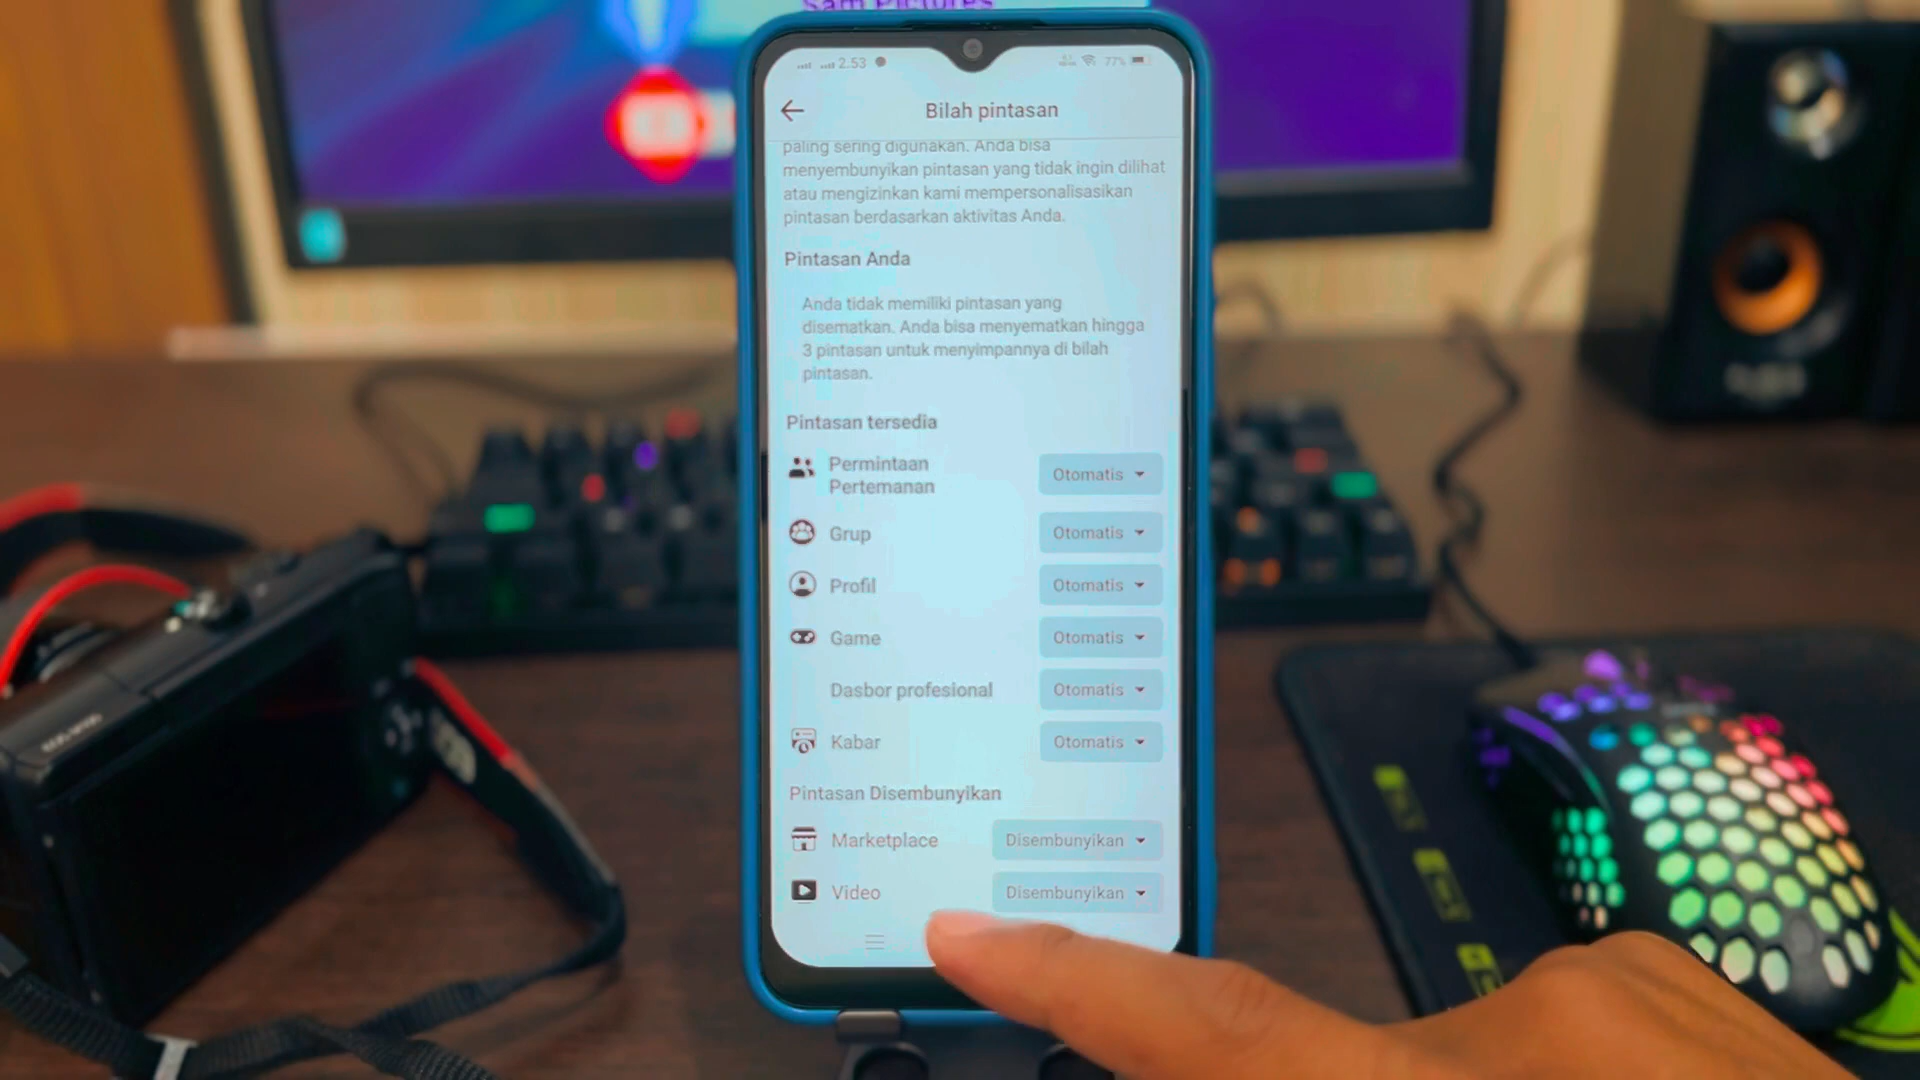 Sam Pictures
2.53
77%
Bilah pintasan
paling sering digunakan. Anda bisa
menyembunyikan pintasan yang tidak ingin dilihat
atau mengizinkan kami mempersonalisasikan
pintasan berdasarkan aktivitas Anda.
Pintasan Anda
Anda tidak memiliki pintasan yang
disematkan. Anda bisa menyematkan hingga
3 pintasan untuk menyimpannya di bilah
pintasan.
Pintasan tersedia
Permintaan
Pertemanan
Otomatis
Grup
Otomatis
Profil
Otomatis
Game
Otomatis
Dasbor profesional
Otomatis
Kabar
Otomatis
Pintasan Disembunyikan
Marketplace
Disembunyikan
Video
Disembunyikan